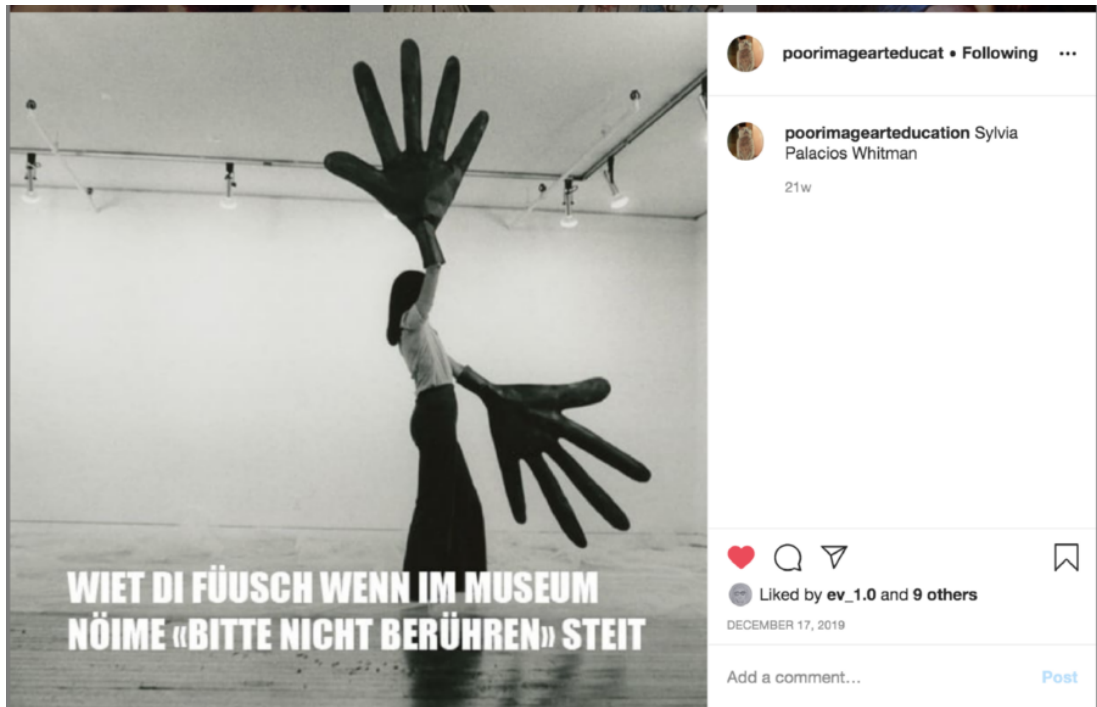 WIET DI FÜUSCH WENN IM MUSEUM
NÖIME «BITTE NICHT BERÜHREN» STEIT
poorimagearteducat • Following
poorimagearteducation Sylvia
Palacios Whitman
21w
Liked by ev_1.0 and 9 others
DECEMBER 17, 2019
Add a comment...
Post